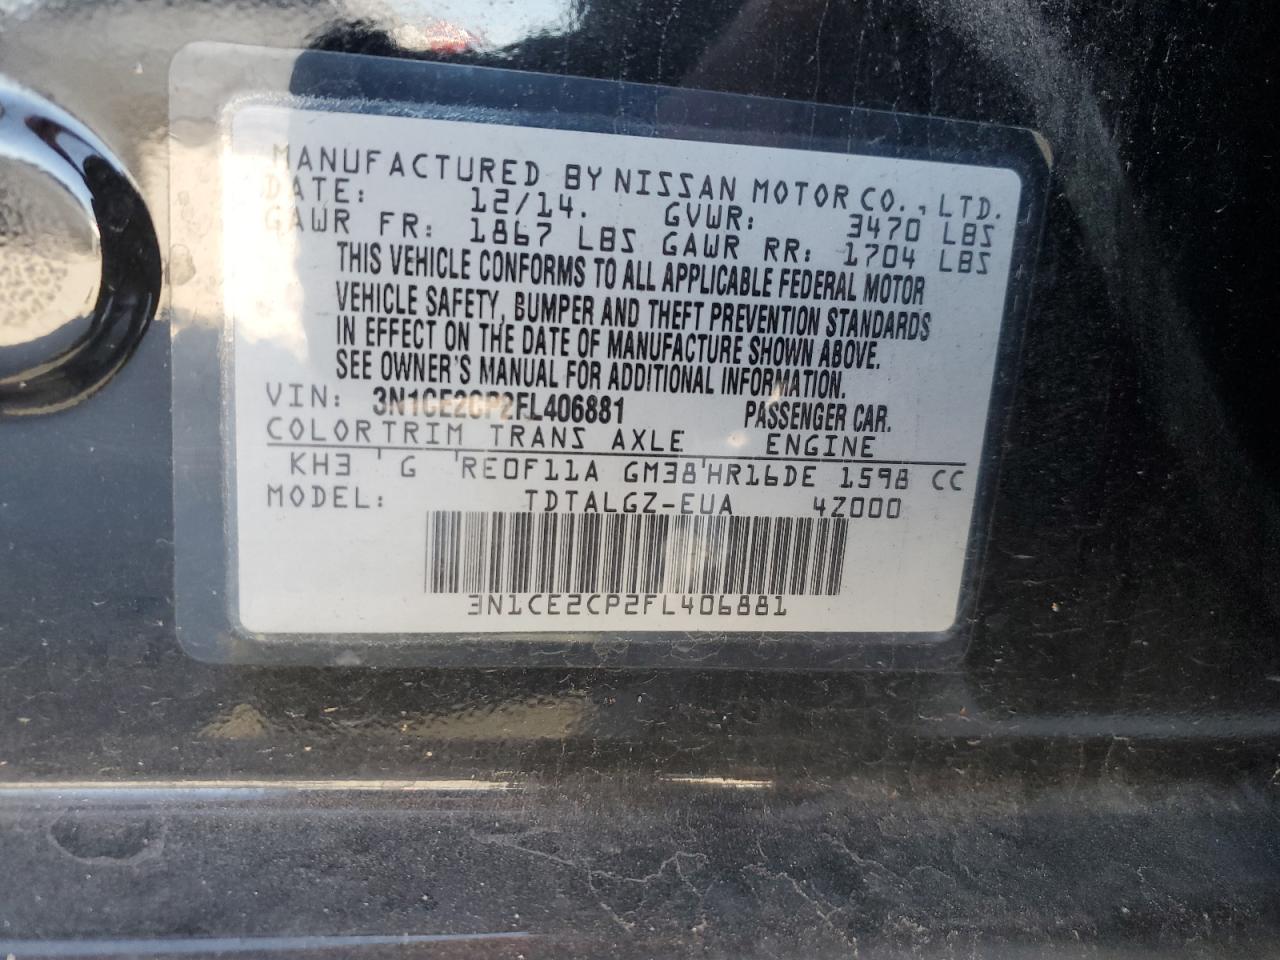 MANUFACTURED BY NISSAN MOTOR CO., LTD.
DATE: 12/14. GVWR: 3470 LBS
GAWR FR: 1867 LBS GAWR RR: 1704 LBS
THIS VEHICLE CONFORMS TO ALL APPLICABLE FEDERAL MOTOR
VEHICLE SAFETY, BUMPER AND THEFT PREVENTION STANDARDS
IN EFFECT ON THE DATE OF MANUFACTURE SHOWN ABOVE.
SEE OWNER'S MANUAL FOR ADDITIONAL INFORMATION.
VIN: 3N1CE2CP2FL406881 PASSENGER CAR.
COLOR TRIM TRANS AXLE ENGINE
KH3 ' G 'RE0F11A GM38'HR16DE 1598 CC
MODEL: TDTALGZ-EUA 4Z000
3N1CE2CP2FL406881